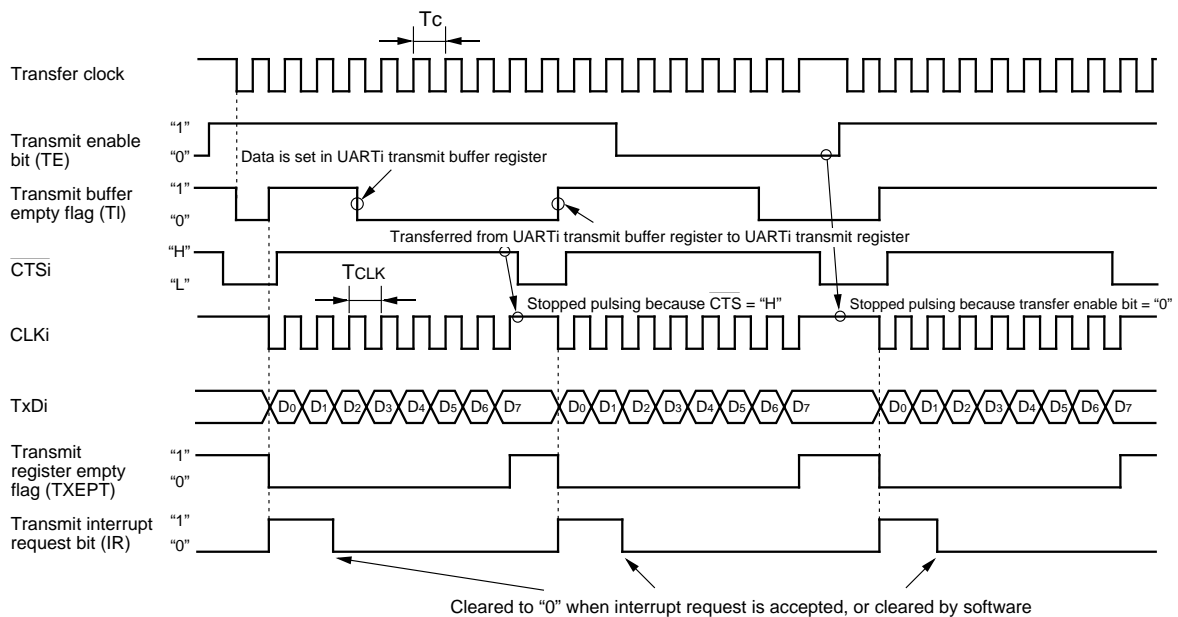 Tc
Transfer clock
Transmit enable
bit (TE)
“1”
“0”
Data is set in UARTi transmit buffer register
Transmit buffer
empty flag (TI)
“1”
“0”
Transferred from UARTi transmit buffer register to UARTi transmit register
CTSi
“H”
“L”
TCLK
Stopped pulsing because CTS = “H”
Stopped pulsing because transfer enable bit = “0”
CLKi
TxDi
D0 D1 D2 D3 D4 D5 D6 D7 D0 D1 D2 D3 D4 D5 D6 D7 D0 D1 D2 D3 D4 D5 D6 D7
Transmit
register empty
flag (TXEPT)
“1”
“0”
Transmit interrupt
request bit (IR)
“1”
“0”
Cleared to “0” when interrupt request is accepted, or cleared by software